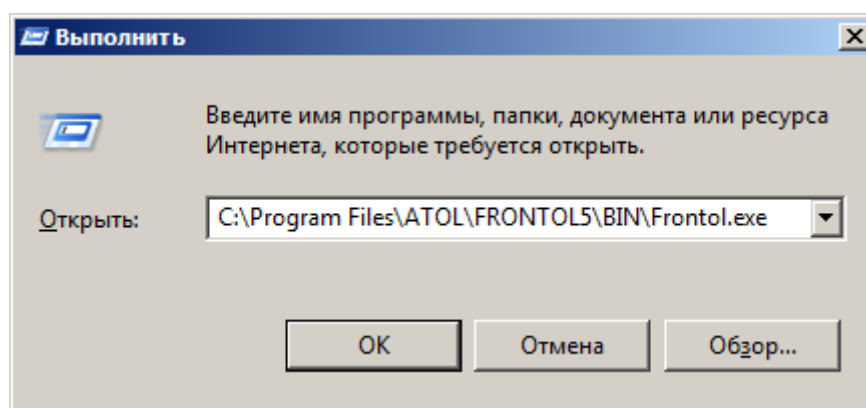 Выполнить
Введите имя программы, папки, документа или ресурса
Интернета, которые требуется открыть.
Открыть: C:\Program Files\ATOL\FRONTOL5\BIN\Frontol.exe
ОК Отмена Обзор...